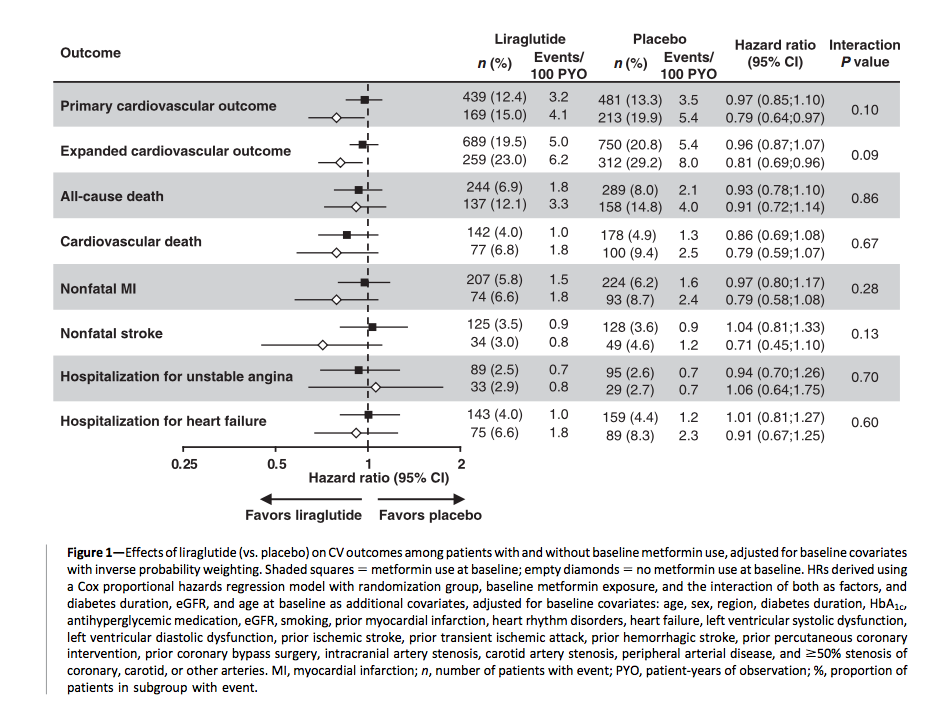 Outcome Liraglutide Placebo Hazard ratio (95% CI) Interaction P value
n (%) Events/100 PYO n (%) Events/100 PYO
Primary cardiovascular outcome
439 (12.4) 3.2 481 (13.3) 3.5 0.97 (0.85;1.10) 0.10
169 (15.0) 4.1 213 (19.9) 5.4 0.79 (0.64;0.97)
Expanded cardiovascular outcome
689 (19.5) 5.0 750 (20.8) 5.4 0.96 (0.87;1.07) 0.09
259 (23.0) 6.2 312 (29.2) 8.0 0.81 (0.69;0.96)
All-cause death
244 (6.9) 1.8 289 (8.0) 2.1 0.93 (0.78;1.10) 0.86
137 (12.1) 3.3 158 (14.8) 4.0 0.91 (0.72;1.14)
Cardiovascular death
142 (4.0) 1.0 178 (4.9) 1.3 0.86 (0.69;1.08) 0.67
77 (6.8) 1.8 100 (9.4) 2.5 0.79 (0.59;1.07)
Nonfatal MI
207 (5.8) 1.5 224 (6.2) 1.6 0.97 (0.80;1.17) 0.28
74 (6.6) 1.8 93 (8.7) 2.4 0.79 (0.58;1.08)
Nonfatal stroke
125 (3.5) 0.9 128 (3.6) 0.9 1.04 (0.81;1.33) 0.13
34 (3.0) 0.8 49 (4.6) 1.2 0.71 (0.45;1.10)
Hospitalization for unstable angina
89 (2.5) 0.7 95 (2.6) 0.7 0.94 (0.70;1.26) 0.70
33 (2.9) 0.8 29 (2.7) 0.7 1.06 (0.64;1.75)
Hospitalization for heart failure
143 (4.0) 1.0 159 (4.4) 1.2 1.01 (0.81;1.27) 0.60
75 (6.6) 1.8 89 (8.3) 2.3 0.91 (0.67;1.25)
0.25 0.5 1 2
Hazard ratio (95% CI)
Favors liraglutide Favors placebo
Figure 1—Effects of liraglutide (vs. placebo) on CV outcomes among patients with and without baseline metformin use, adjusted for baseline covariates
with inverse probability weighting. Shaded squares = metformin use at baseline; empty diamonds = no metformin use at baseline. HRs derived using
a Cox proportional hazards regression model with randomization group, baseline metformin exposure, and the interaction of both as factors, and
diabetes duration, eGFR, and age at baseline as additional covariates, adjusted for baseline covariates: age, sex, region, diabetes duration, HbA1c,
antihyperglycemic medication, eGFR, smoking, prior myocardial infarction, heart rhythm disorders, heart failure, left ventricular systolic dysfunction,
left ventricular diastolic dysfunction, prior ischemic stroke, prior transient ischemic attack, prior hemorrhagic stroke, prior percutaneous coronary
intervention, prior coronary bypass surgery, intracranial artery stenosis, carotid artery stenosis, peripheral arterial disease, and ≥50% stenosis of
coronary, carotid, or other arteries. MI, myocardial infarction; n, number of patients with event; PYO, patient-years of observation; %, proportion of
patients in subgroup with event.